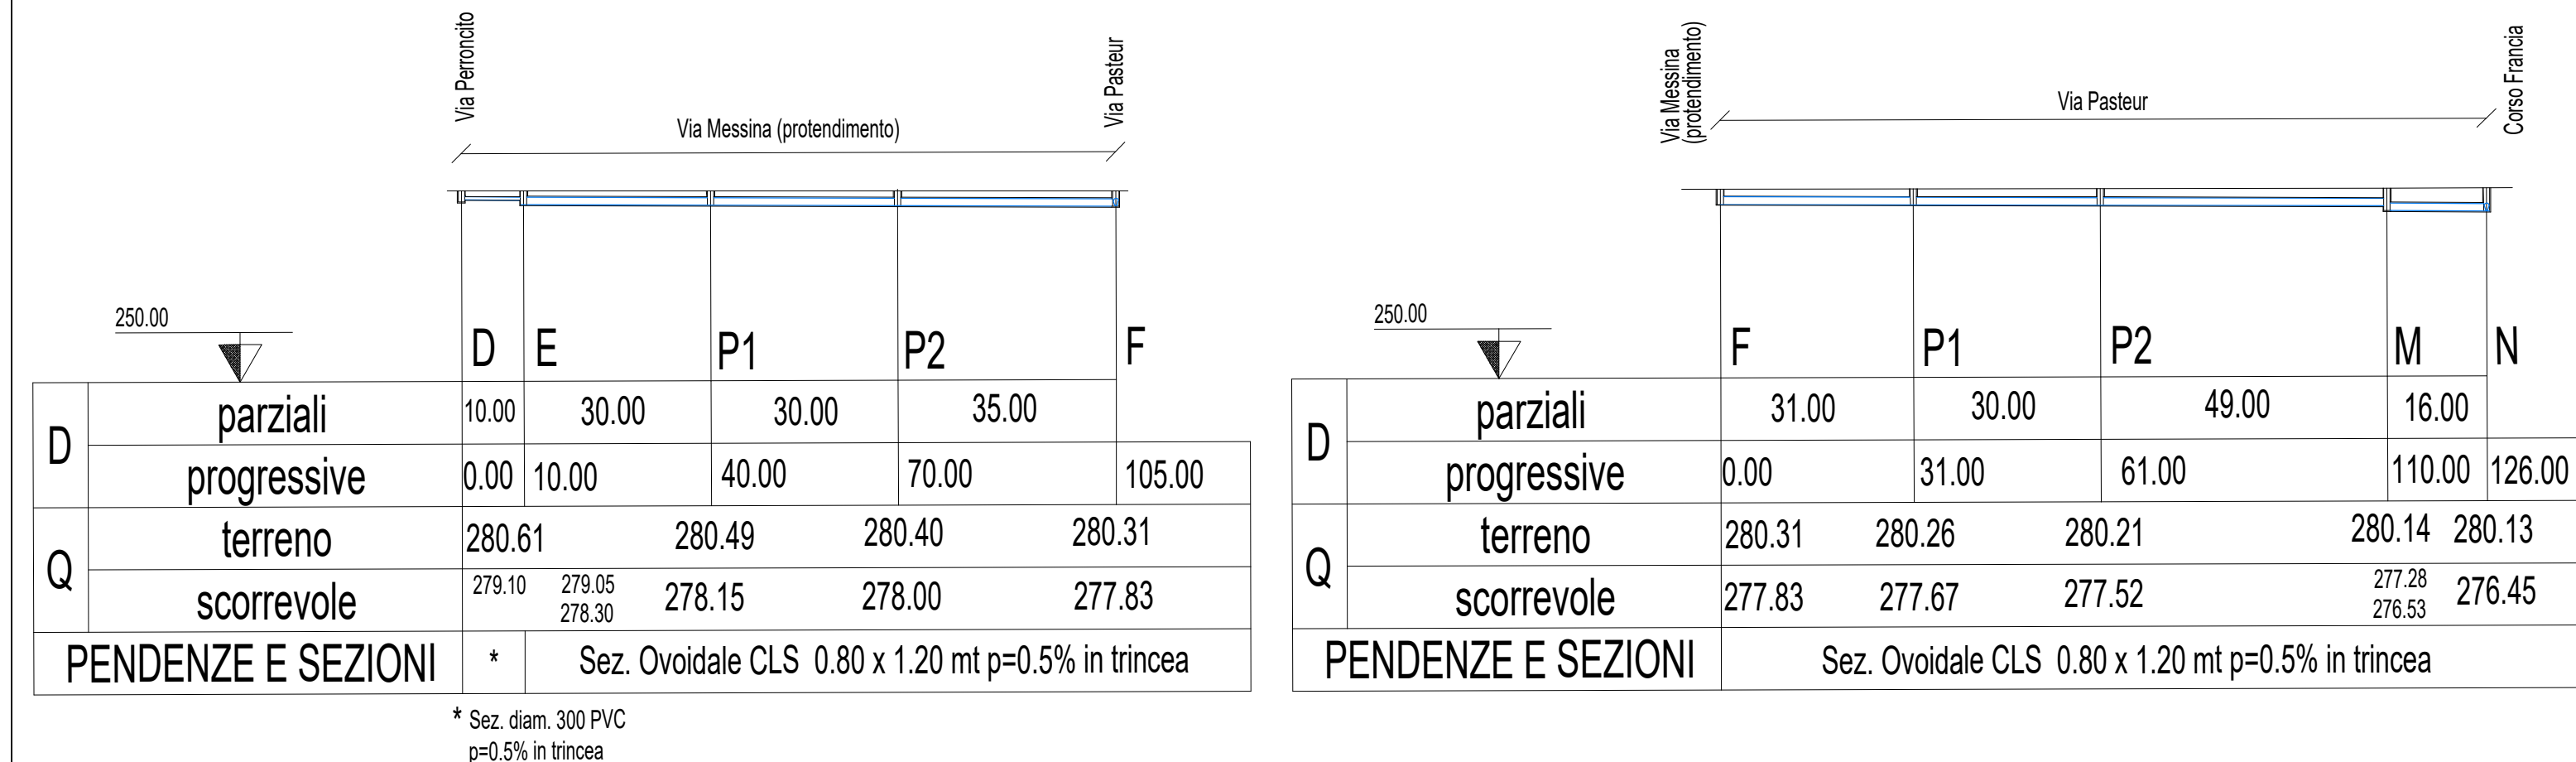 Via Perroncito
Via Messina (protendimento)
Via Pasteur
250.00
D E P1 P2 F
D
parziali 10.00 30.00 30.00 35.00
progressive 0.00 10.00 40.00 70.00 105.00
Q
terreno 280.61 280.49 280.40 280.31
scorrevole 279.10 279.05 278.15 278.00 277.83
278.30
PENDENZE E SEZIONI * Sez. Ovoidale CLS 0.80 x 1.20 mt p=0.5% in trincea
* Sez. diam. 300 PVC
p=0.5% in trincea
Via Messina
(protendimento)
Via Pasteur
Corso Francia
250.00
F P1 P2 M N
D
parziali 31.00 30.00 49.00 16.00
progressive 0.00 31.00 61.00 110.00 126.00
Q
terreno 280.31 280.26 280.21 280.14 280.13
scorrevole 277.83 277.67 277.52 277.28 276.45
276.53
PENDENZE E SEZIONI Sez. Ovoidale CLS 0.80 x 1.20 mt p=0.5% in trincea